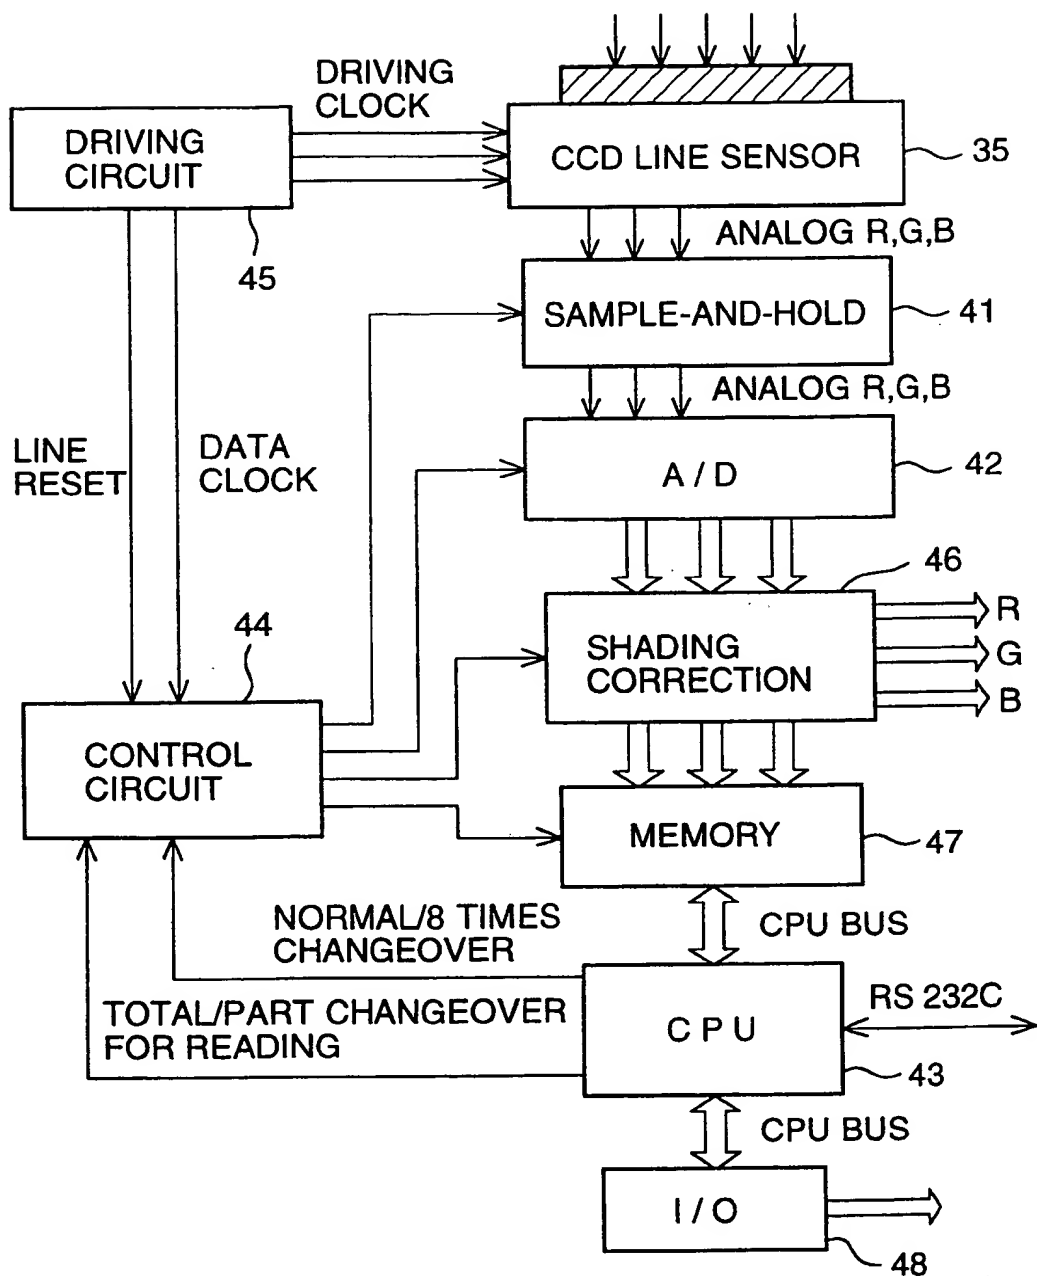 DRIVING
CLOCK
DRIVING
CIRCUIT
CCD LINE SENSOR
35
45
ANALOG R,G,B
SAMPLE-AND-HOLD
41
ANALOG R,G,B
LINE
RESET
DATA
CLOCK
A / D
42
46
44
SHADING
CORRECTION
R
G
B
CONTROL
CIRCUIT
MEMORY
47
NORMAL/8 TIMES
CHANGEOVER
CPU BUS
TOTAL/PART CHANGEOVER
FOR READING
C P U
RS 232C
43
CPU BUS
I / O
48